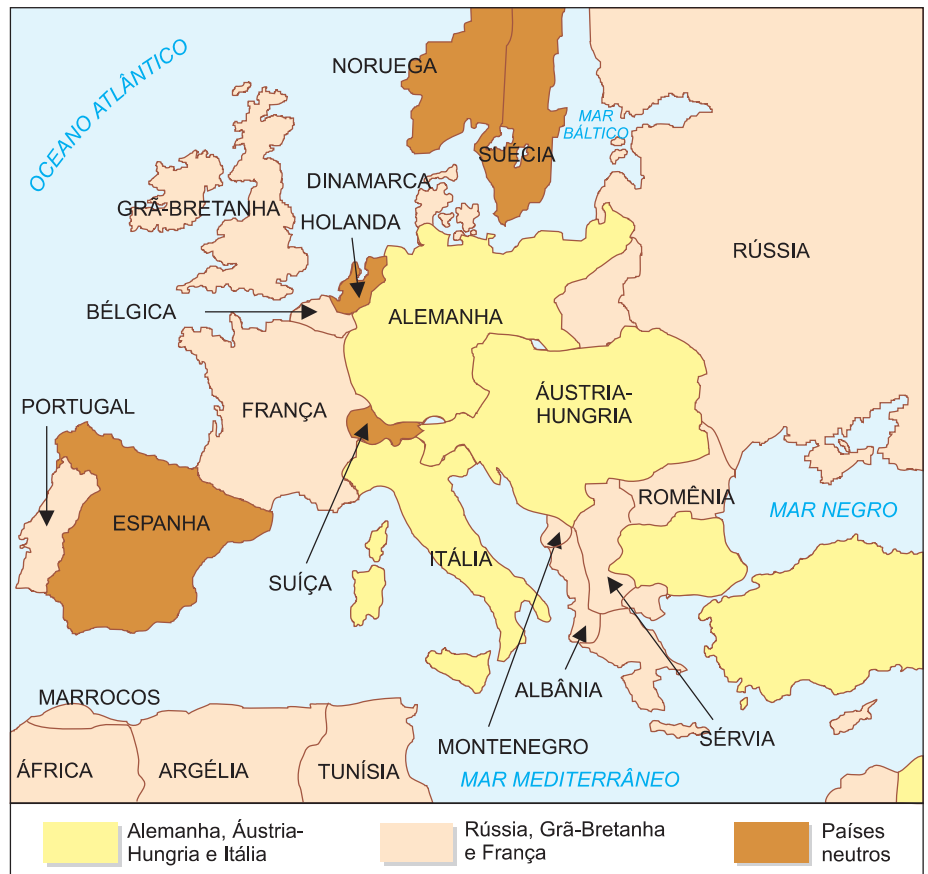 OCEANO ATLÂNTICO
NORUEGA
MAR
BÁLTICO
SUÉCIA
DINAMARCA
GRÃ-BRETANHA
HOLANDA
RÚSSIA
BÉLGICA
ALEMANHA
ÁUSTRIA-
HUNGRIA
PORTUGAL
FRANÇA
ROMÊNIA
MAR NEGRO
ESPANHA
ITÁLIA
SUÍÇA
ALBÂNIA
MARROCOS
MONTENEGRO
SÉRVIA
ÁFRICA
ARGÉLIA
TUNÍSIA
MAR MEDITERRÂNEO
Alemanha, Áustria-
Hungria e Itália
Rússia, Grã-Bretanha
e França
Países
neutros